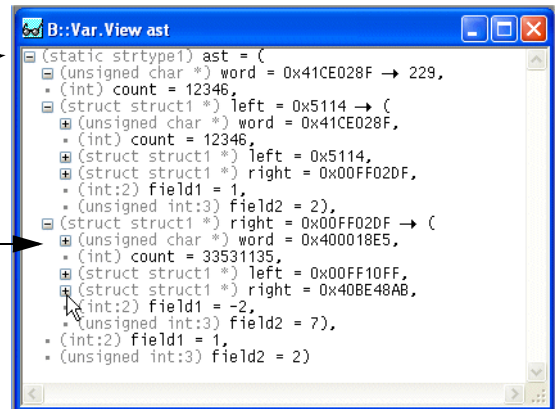 B::Var.View ast
(static strtype1) ast = (
(unsigned char *) word = 0x41CE028F → 229,
(int) count = 12346,
(struct struct1 *) left = 0x5114 → (
(unsigned char *) word = 0x41CE028F,
(int) count = 12346,
(struct struct1 *) left = 0x5114,
(struct struct1 *) right = 0x00FF02DF,
(int:2) field1 = 1,
(unsigned int:3) field2 = 2),
(struct struct1 *) right = 0x00FF02DF → (
(unsigned char *) word = 0x400018E5,
(int) count = 33531135,
(struct struct1 *) left = 0x00FF10FF,
(struct struct1 *) right = 0x40BE48AB,
(int:2) field1 = -2,
(unsigned int:3) field2 = 7),
(int:2) field1 = 1,
(unsigned int:3) field2 = 2)